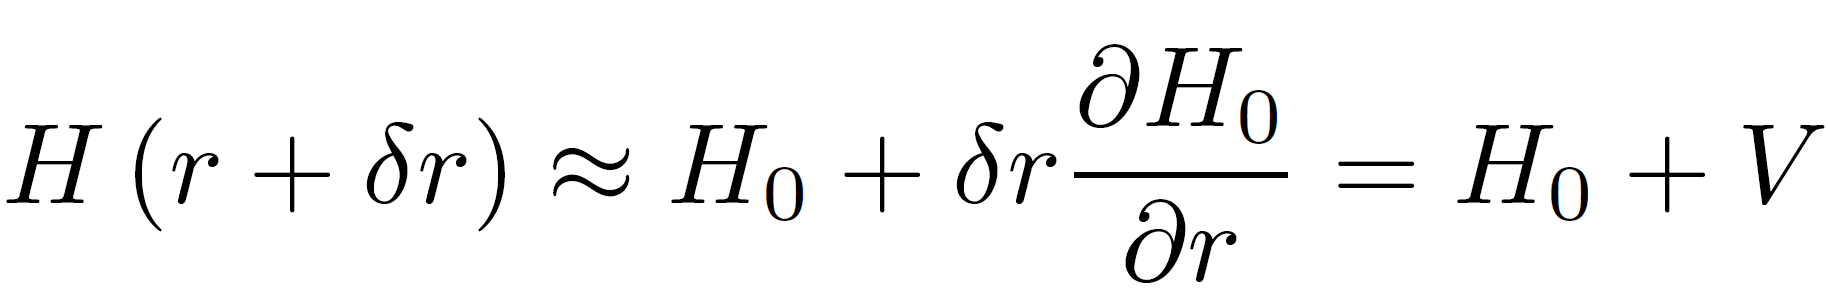 H (r + δr) ≈ H₀ + δr ∂H₀/∂r = H₀ + V